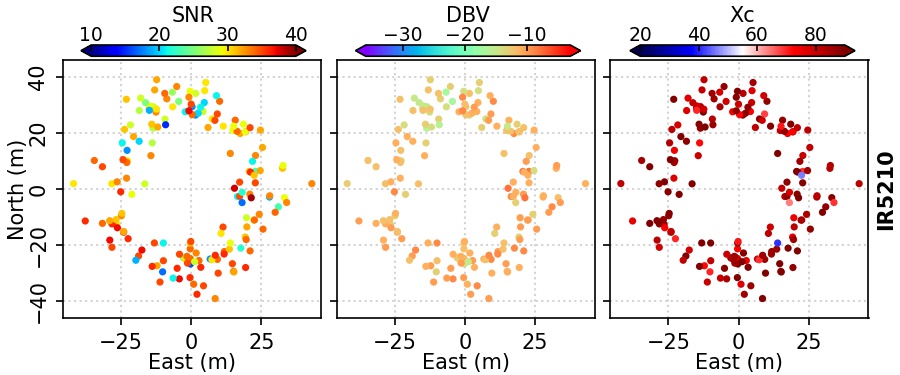 SNR DBV Xc
10 20 30 40 −30 −20 −10 20 40 60 80
40
20
0
−20
−40
North (m)
IR5210
−25 0 25 −25 0 25 −25 0 25
East (m) East (m) East (m)